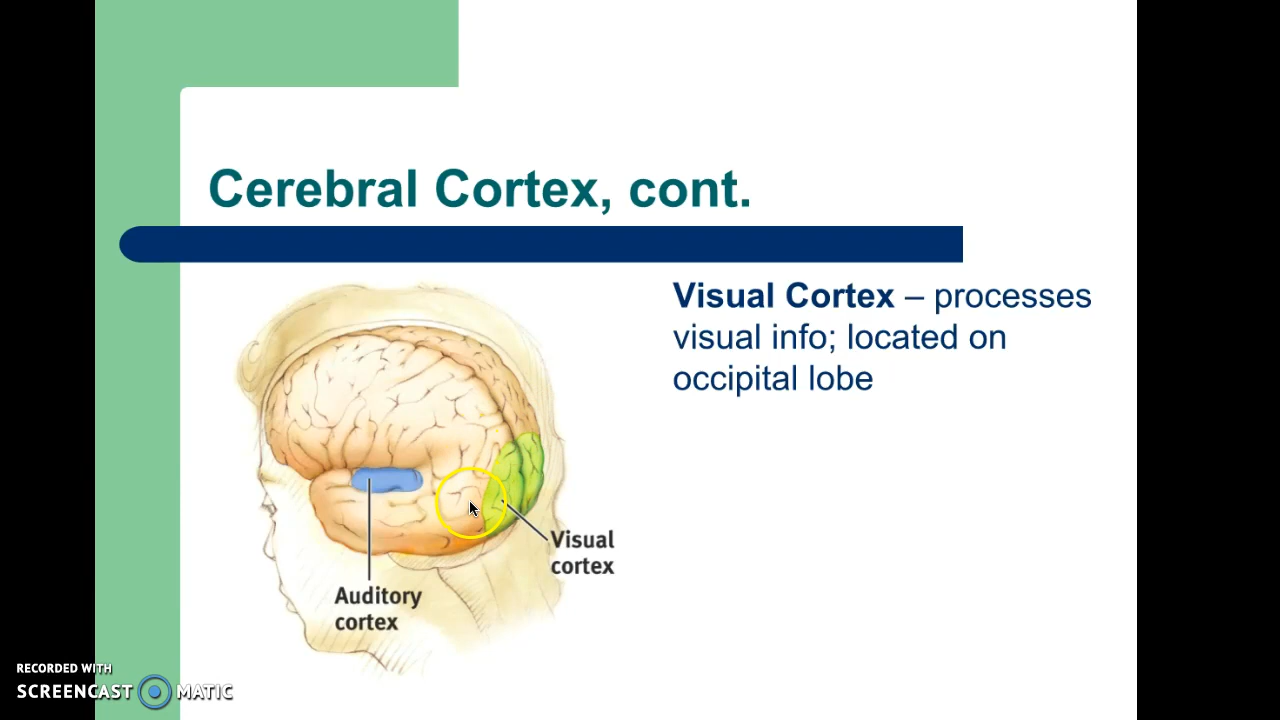 Cerebral Cortex, cont.
Visual Cortex – processes
visual info; located on
occipital lobe
Visual
cortex
Auditory
cortex
RECORDED WITH
SCREENCAST MATIC